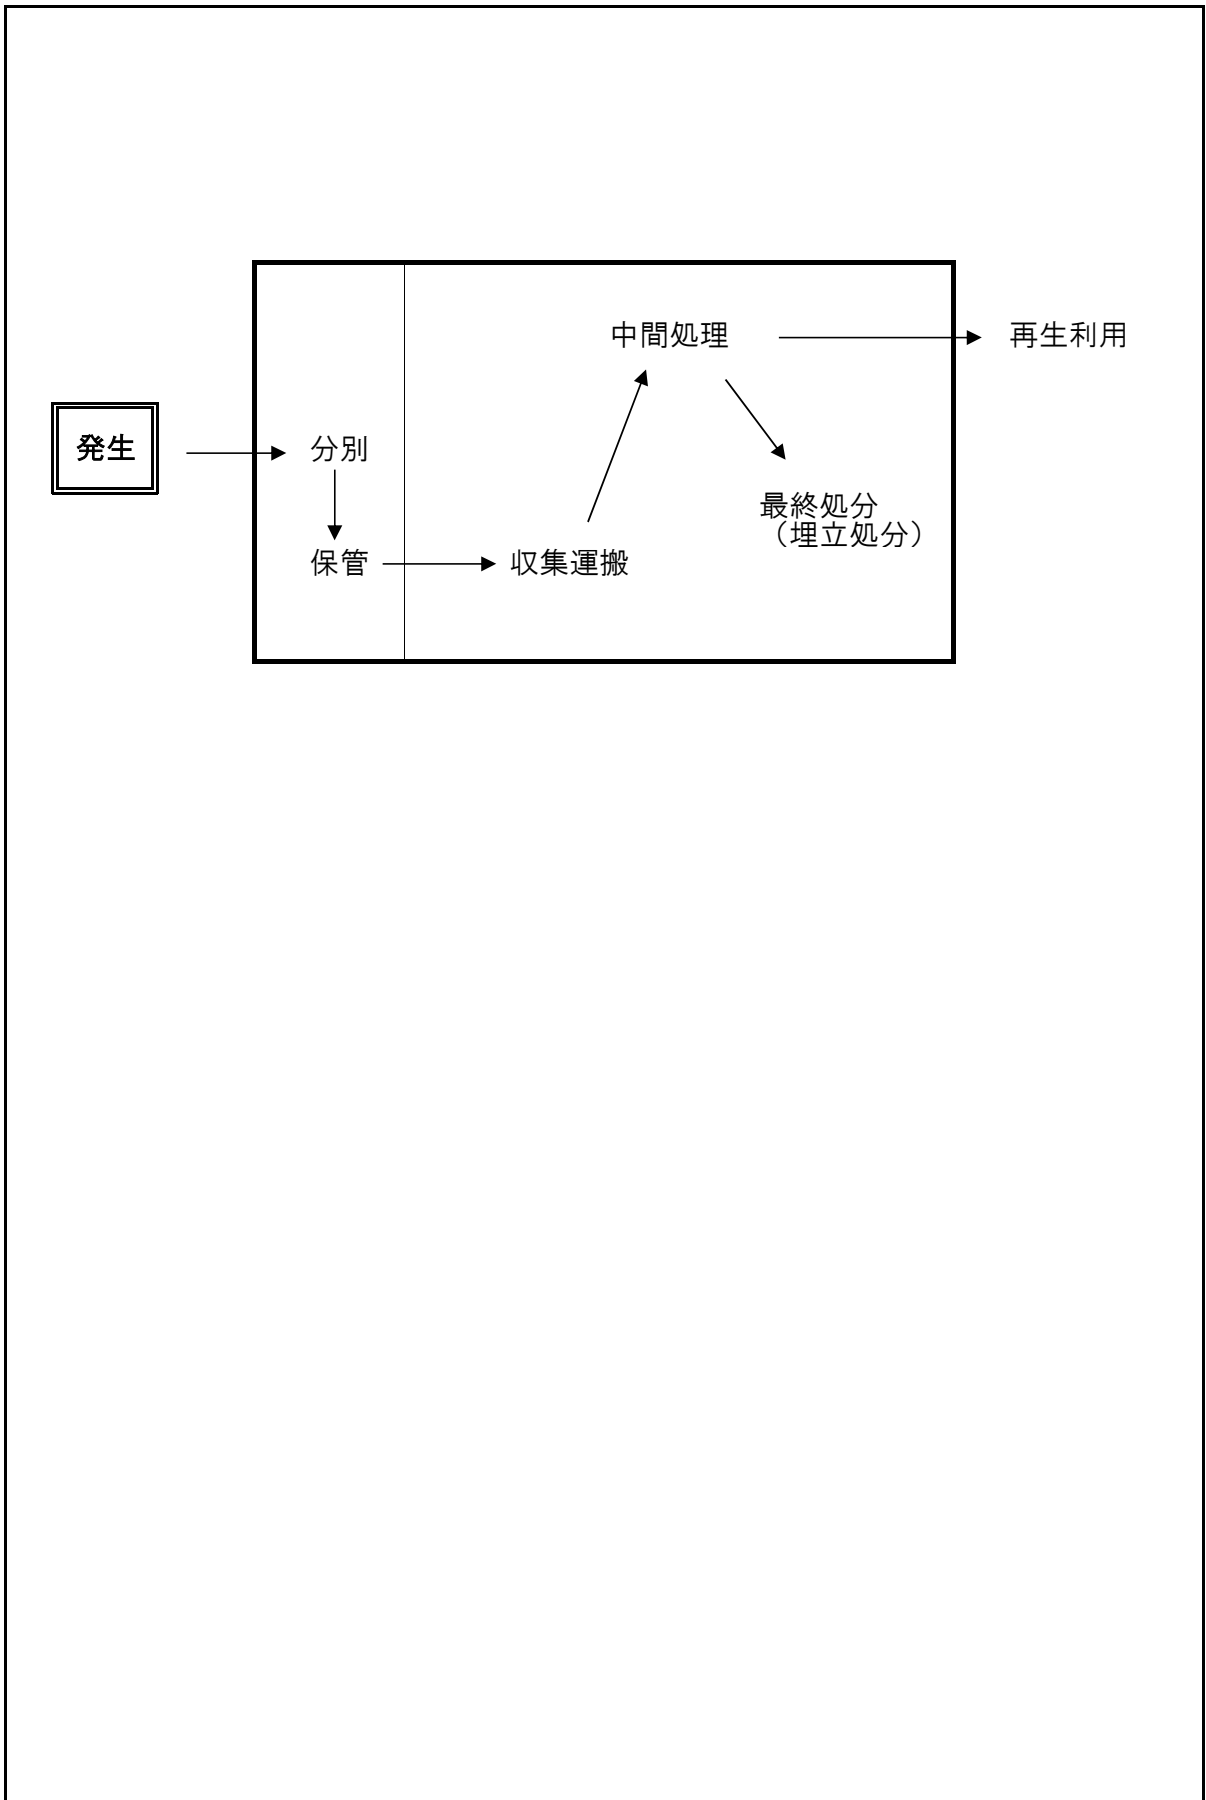 発生
分別
保管
収集運搬
中間処理
最終処分
（埋立処分）
再生利用